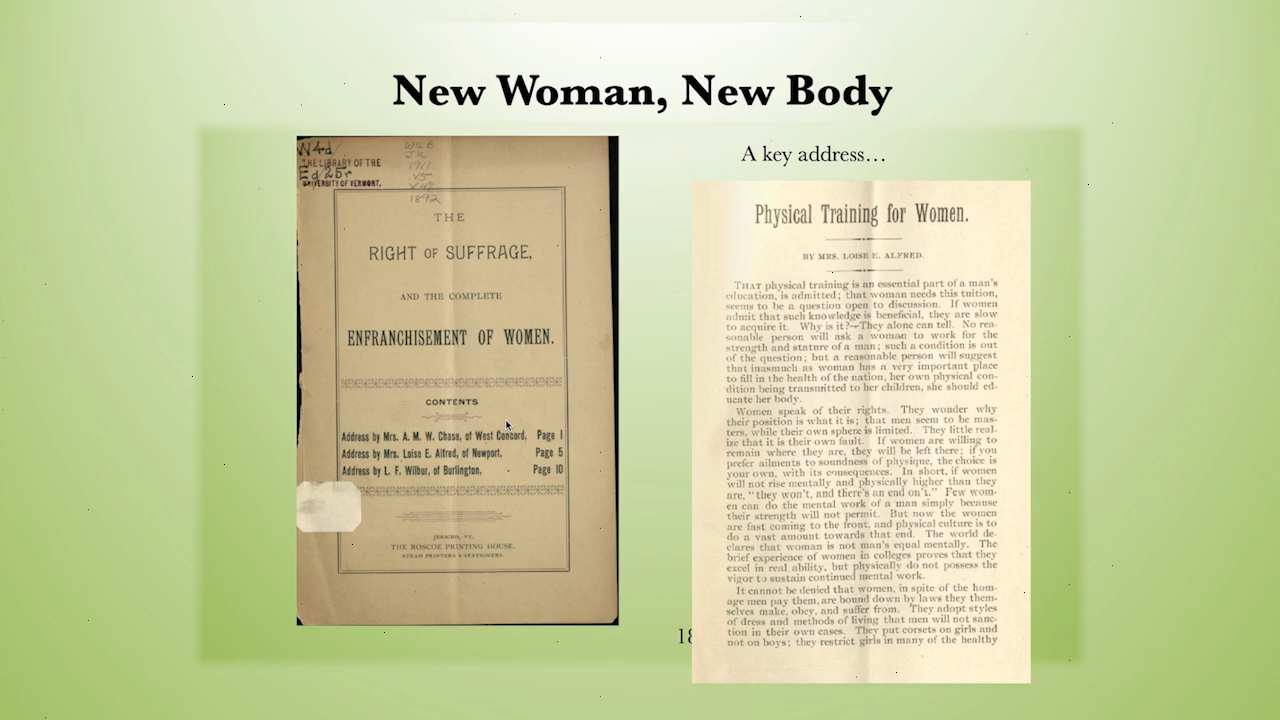 New Woman, New Body
W4d
THE LIBRARY OF THE
Ed25r
UNIVERSITY OF VERMONT.
WILB
JK
1911
.V5
X47
1892
THE
RIGHT OF SUFFRAGE,
AND THE COMPLETE
ENFRANCHISEMENT OF WOMEN.
CONTENTS
Address by Mrs. A. M. W. Chase, of West Concord, Page 1
Address by Mrs. Loise E. Alfred, of Newport, Page 5
Address by L. F. Wilbur, of Burlington, - Page 10
JERICHO, VT.
THE ROSCOE PRINTING HOUSE.
STEAM PRINTERS & STATIONERS.
A key address…
Physical Training for Women.
BY MRS. LOISE E. ALFRED.
THAT physical training is an essential part of a man's
education, is admitted; that woman needs this tuition,
seems to be a question open to discussion. If women
admit that such knowledge is beneficial, they are slow
to acquire it. Why is it?—They alone can tell. No rea-
sonable person will ask a woman to work for the
strength and stature of a man; such a condition is out
of the question; but a reasonable person will suggest
that inasmuch as woman has a very important place
to fill in the health of the nation, her own physical con-
dition being transmitted to her children, she should ed-
ucate her body.
Women speak of their rights. They wonder why
their position is what it is; that men seem to be mas-
ters, while their own sphere is limited. They little real-
ize that it is their own fault. If women are willing to
remain where they are, they will be left there; if you
prefer ailments to soundness of physique, the choice is
your own, with its consequences. In short, if women
will not rise mentally and physically higher than they
are, "they won't, and there's an end on't." Few wom-
en can do the mental work of a man simply because
their strength will not permit. But now the women
are fast coming to the front, and physical culture is to
do a vast amount towards that end. The world de-
clares that woman is not man's equal mentally. The
brief experience of women in colleges proves that they
excel in real ability, but physically do not possess the
vigor to sustain continued mental work.
It cannot be denied that women, in spite of the hom-
age men pay them, are bound down by laws they them-
selves make, obey, and suffer from. They adopt styles
of dress and methods of living that men will not sanc-
tion in their own cases. They put corsets on girls and
not on boys; they restrict girls in many of the healthy
18